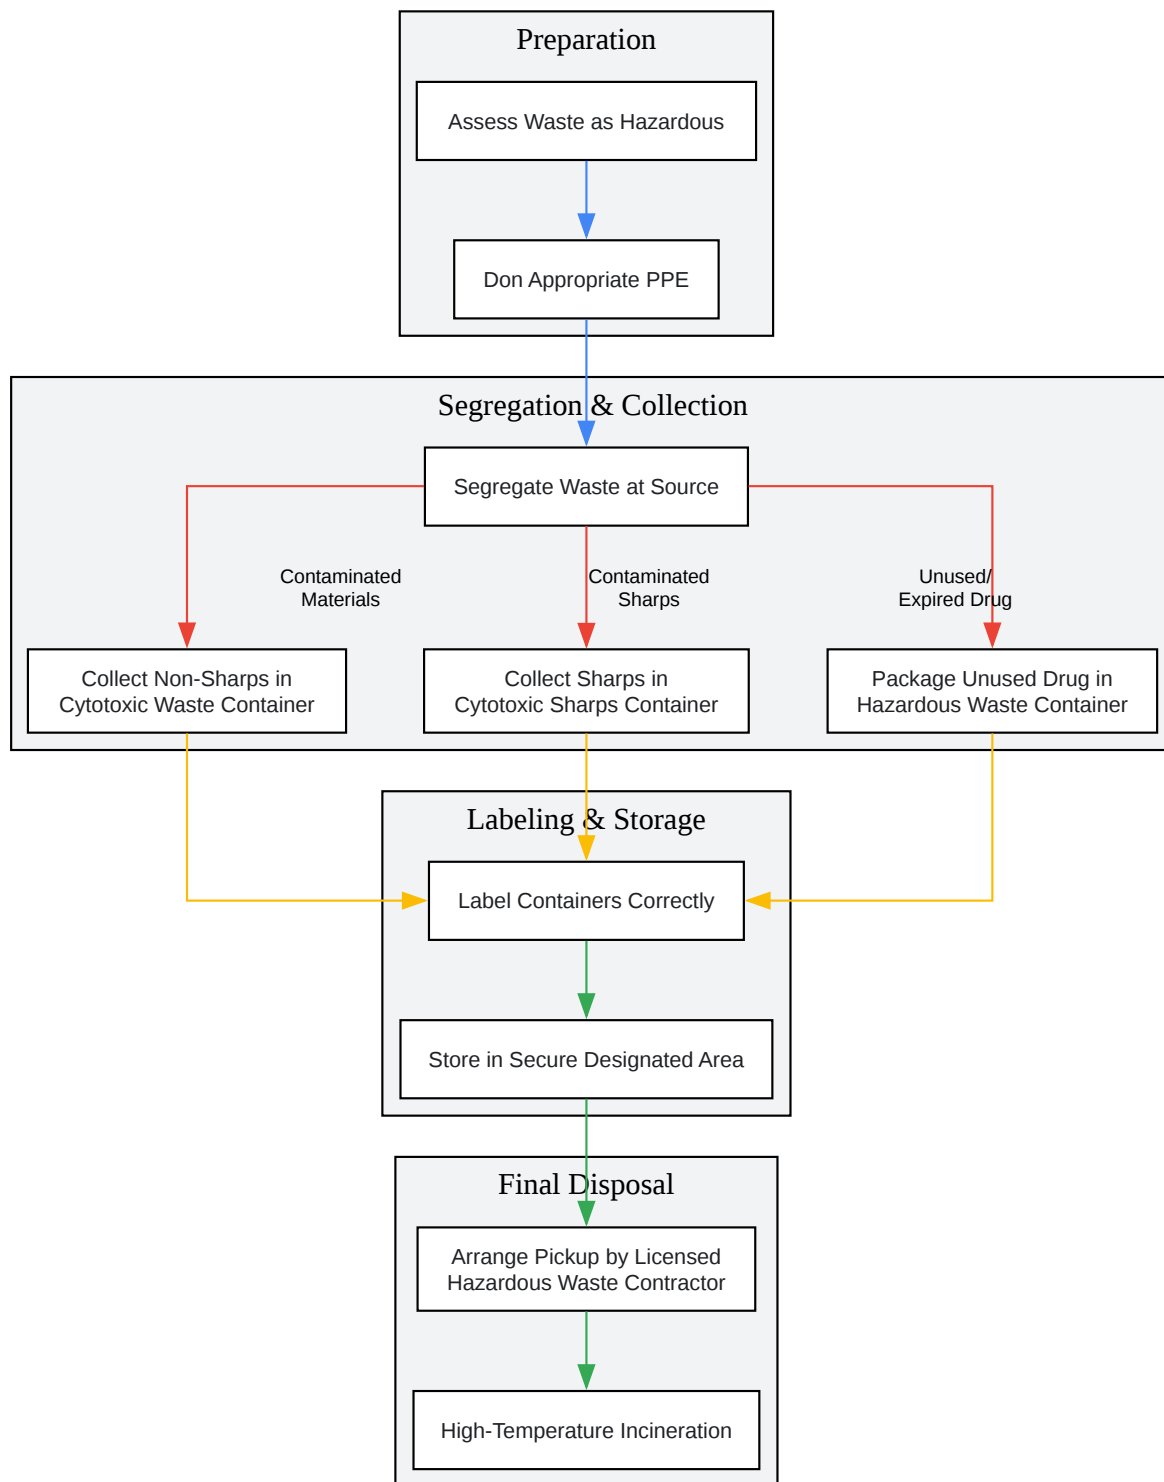 Preparation
Assess Waste as Hazardous
Don Appropriate PPE
Segregation & Collection
Segregate Waste at Source
Contaminated
Materials
Contaminated
Sharps
Unused/
Expired Drug
Collect Non-Sharps in
Cytotoxic Waste Container
Collect Sharps in
Cytotoxic Sharps Container
Package Unused Drug in
Hazardous Waste Container
Labeling & Storage
Label Containers Correctly
Store in Secure Designated Area
Final Disposal
Arrange Pickup by Licensed
Hazardous Waste Contractor
High-Temperature Incineration